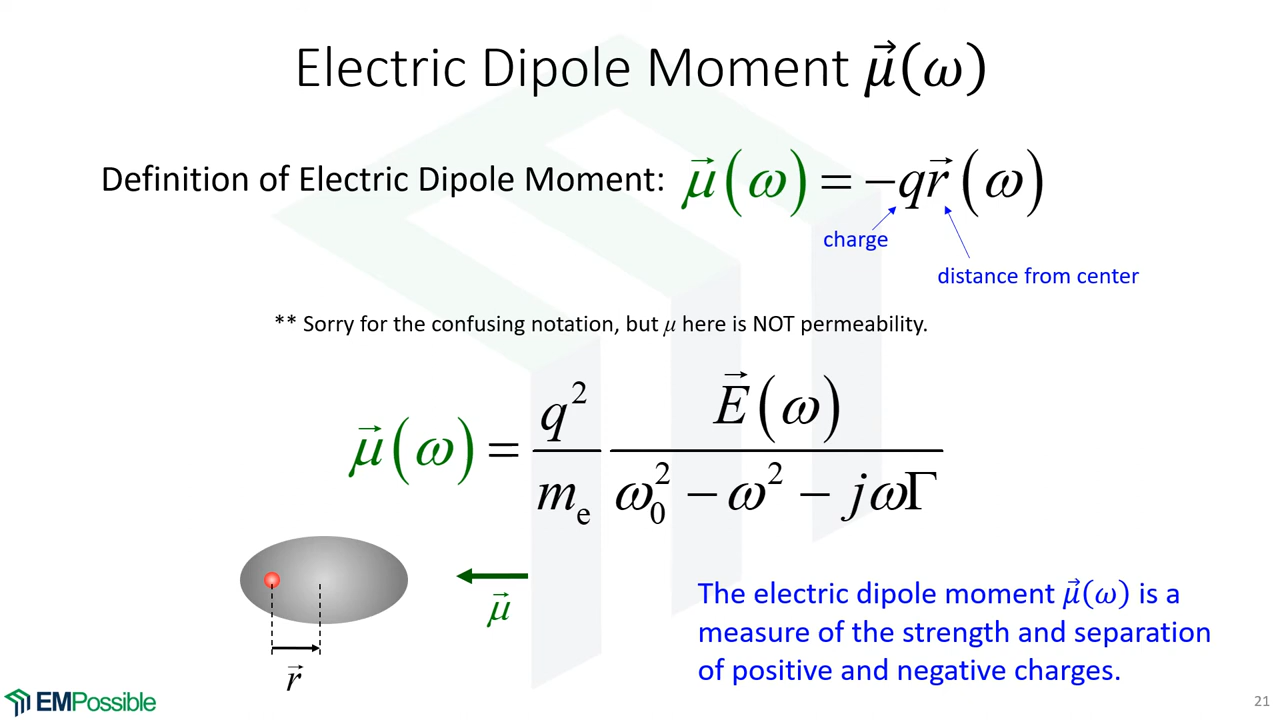 Electric Dipole Moment μ⃗(ω)
Definition of Electric Dipole Moment: μ⃗(ω) = −qr⃗(ω)
charge
distance from center
** Sorry for the confusing notation, but μ here is NOT permeability.
μ⃗(ω) = q²/mₑ E⃗(ω)/(ω₀² − ω² − jωΓ)
μ⃗
r⃗
The electric dipole moment μ⃗(ω) is a
measure of the strength and separation
of positive and negative charges.
EMPossible
21